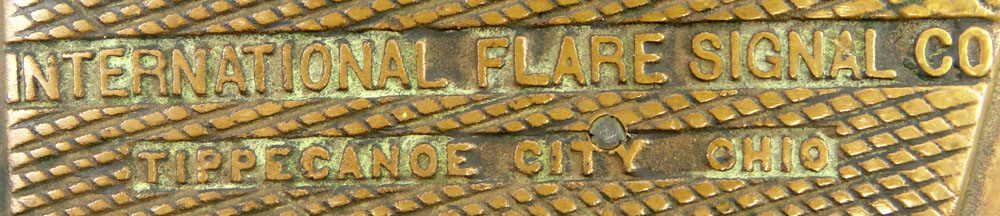 INTERNATIONAL FLARE SIGNAL CO
TIPPECANOE CITY OHIO